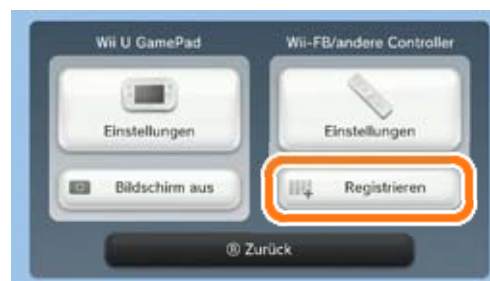 Wii U GamePad
Wii-FB/andere Controller
Einstellungen
Einstellungen
Bildschirm aus
Registrieren
Ⓑ Zurück